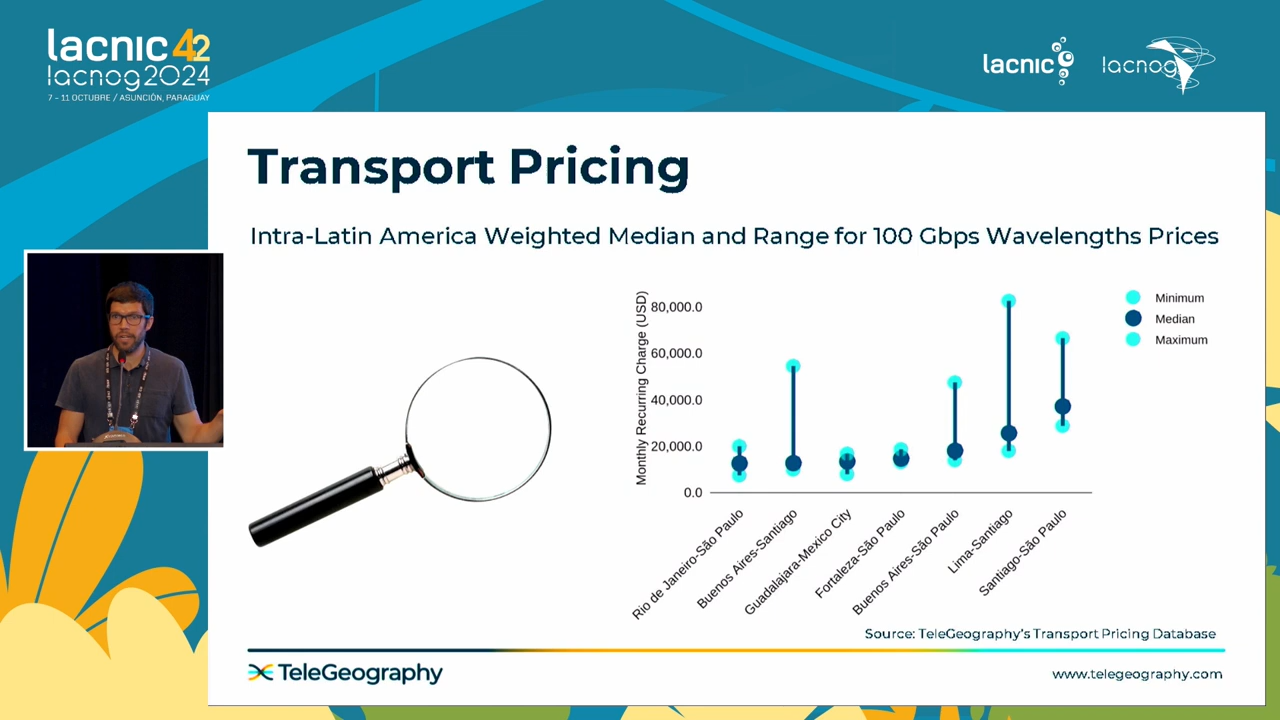 lacnic 42
lacnog2024
7 - 11 OCTUBRE / ASUNCIÓN, PARAGUAY
lacnic
lacnog
Transport Pricing
Intra-Latin America Weighted Median and Range for 100 Gbps Wavelengths Prices
Monthly Recurring Charge (USD)
80,000.0
60,000.0
40,000.0
20,000.0
0.0
Minimum
Median
Maximum
Rio de Janeiro-São Paulo
Buenos Aires-Santiago
Guadalajara-Mexico City
Fortaleza-São Paulo
Buenos Aires-São Paulo
Lima-Santiago
Santiago-São Paulo
Source: TeleGeography's Transport Pricing Database
TeleGeography
www.telegeography.com